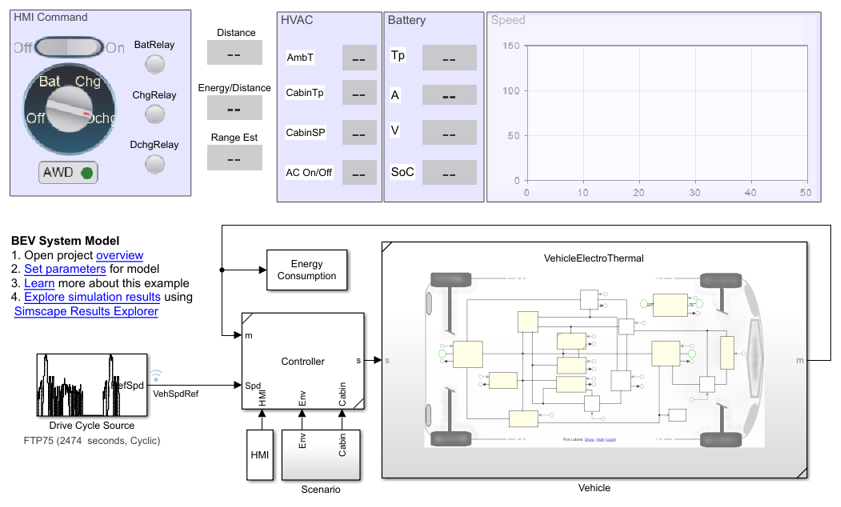 HMI Command
Off
On
BatRelay
Bat
Chg
ChgRelay
Off
Dchg
DchgRelay
AWD
Distance
--
Energy/Distance
--
Range Est
--
HVAC
AmbT
--
CabinTp
--
CabinSP
--
AC On/Off
--
Battery
Tp
--
A
--
V
--
SoC
--
Speed
150
100
50
0
0 10 20 30 40 50
BEV System Model
1. Open project overview
2. Set parameters for model
3. Learn more about this example
4. Explore simulation results using
Simscape Results Explorer
Energy
Consumption
m
Controller
s
Spd
HMI
Env
Cabin
RefSpd
VehSpdRef
Drive Cycle Source
FTP75 (2474 seconds, Cyclic)
HMI
Env
Cabin
Scenario
VehicleElectroThermal
s
m
Port Labels: Show, Hide
Vehicle